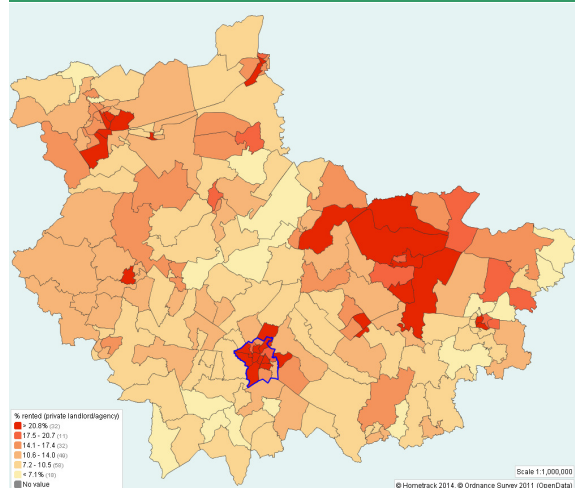 % rented (private landlord/agency)
> 20.8% (32)
17.5 - 20.7 (11)
14.1 - 17.4 (32)
10.6 - 14.0 (48)
7.2 - 10.5 (58)
< 7.1% (18)
No value
Scale 1:1,000,000
© Hometrack 2014, © Ordnance Survey 2011 (OpenData)